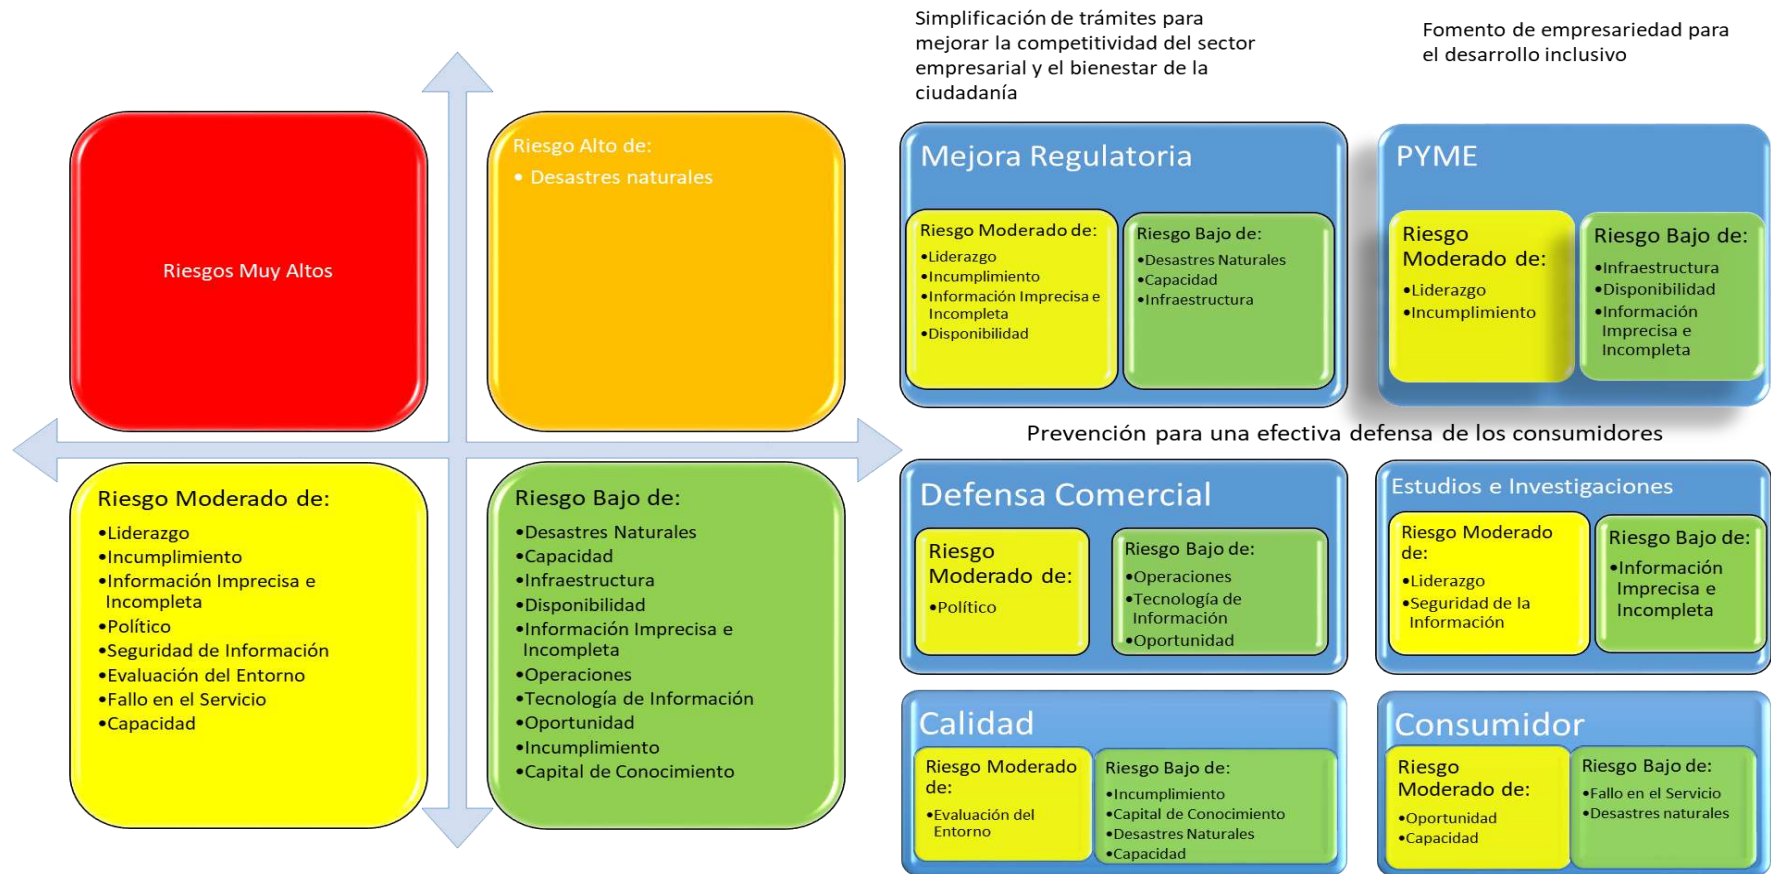 Riesgos Muy Altos
Riesgo Alto de:
• Desastres naturales
Riesgo Moderado de:
•Liderazgo
•Incumplimiento
•Información Imprecisa e
Incompleta
•Político
•Seguridad de Información
•Evaluación del Entorno
•Fallo en el Servicio
•Capacidad
Riesgo Bajo de:
•Desastres Naturales
•Capacidad
•Infraestructura
•Disponibilidad
•Información Imprecisa e
Incompleta
•Operaciones
•Tecnología de Información
•Oportunidad
•Incumplimiento
•Capital de Conocimiento
Simplificación de trámites para
mejorar la competitividad del sector
empresarial y el bienestar de la
ciudadanía
Mejora Regulatoria
Riesgo Moderado de:
•Liderazgo
•Incumplimiento
•Información Imprecisa e
Incompleta
•Disponibilidad
Riesgo Bajo de:
•Desastres Naturales
•Capacidad
•Infraestructura
Fomento de empresariedad para
el desarrollo inclusivo
PYME
Riesgo
Moderado de:
•Liderazgo
•Incumplimiento
Riesgo Bajo de:
•Infraestructura
•Disponibilidad
•Información
Imprecisa e
Incompleta
Prevención para una efectiva defensa de los consumidores
Defensa Comercial
Riesgo
Moderado de:
•Político
Riesgo Bajo de:
•Operaciones
•Tecnología de
Información
•Oportunidad
Estudios e Investigaciones
Riesgo Moderado
de:
•Liderazgo
•Seguridad de la
Información
Riesgo Bajo de:
•Información
Imprecisa e
Incompleta
Calidad
Riesgo Moderado
de:
•Evaluación del
Entorno
Riesgo Bajo de:
•Incumplimiento
•Capital de Conocimiento
•Desastres Naturales
•Capacidad
Consumidor
Riesgo
Moderado de:
•Oportunidad
•Capacidad
Riesgo Bajo de:
•Fallo en el Servicio
•Desastres naturales